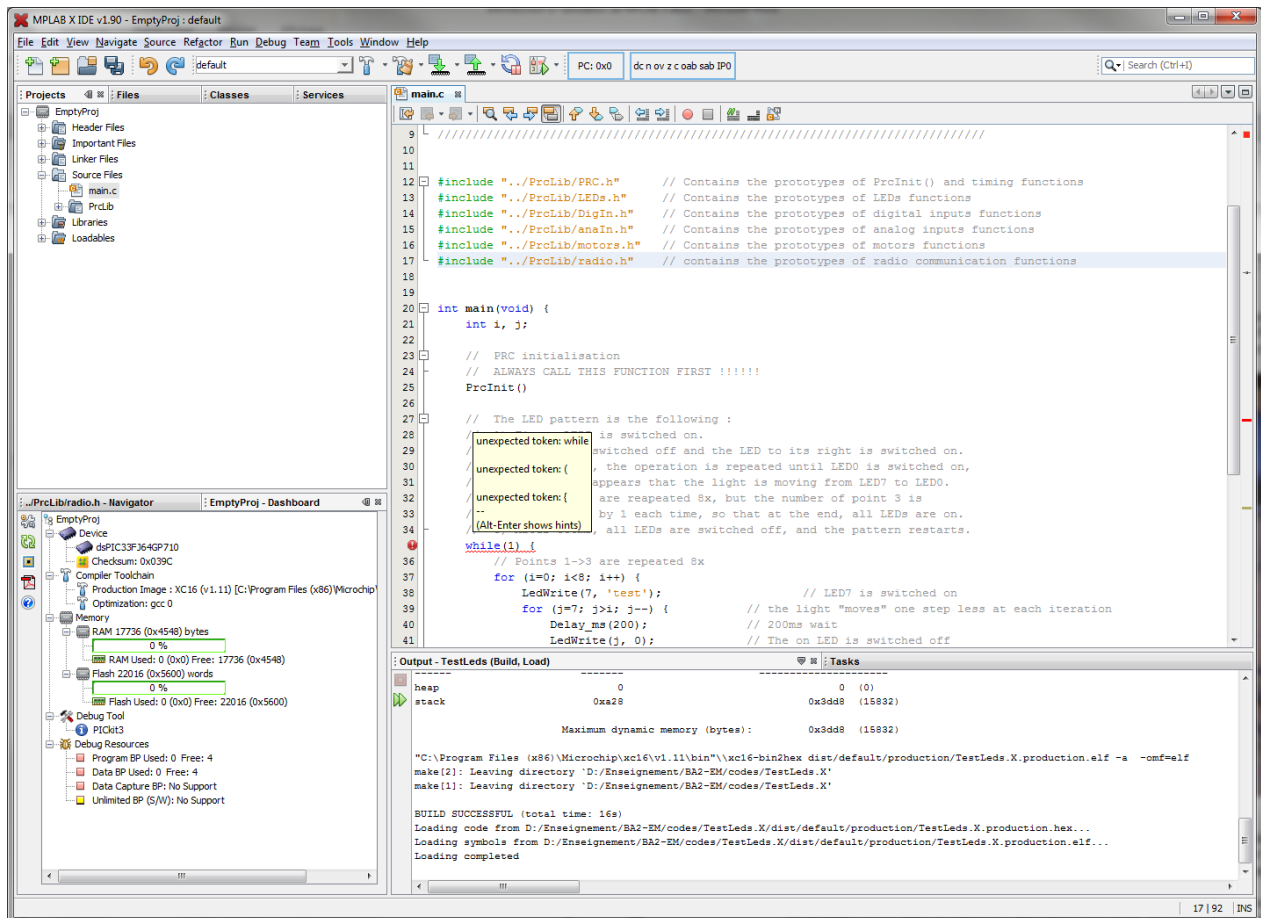 MPLAB X IDE v1.90 - EmptyProj : default
File Edit View Navigate Source Refactor Run Debug Team Tools Window Help
default
PC: 0x0
dc n ov z c oab sab IP0
Search (Ctrl+I)
Projects Files Classes Services
EmptyProj
Header Files
Important Files
Linker Files
Source Files
main.c
PrcLib
Libraries
Loadables
../PrcLib/radio.h - Navigator EmptyProj - Dashboard
EmptyProj
Device
dsPIC33FJ64GP710
Checksum: 0x039C
Compiler Toolchain
Production Image : XC16 (v1.11) [C:\Program Files (x86)\Microchip\
Optimization: gcc 0
Memory
RAM 17736 (0x4548) bytes
0 %
RAM Used: 0 (0x0) Free: 17736 (0x4548)
Flash 22016 (0x5600) words
0 %
Flash Used: 0 (0x0) Free: 22016 (0x5600)
Debug Tool
PICkit3
Debug Resources
Program BP Used: 0 Free: 4
Data BP Used: 0 Free: 4
Data Capture BP: No Support
Unlimited BP (S/W): No Support
main.c
9 //////////////////////////////////////////////////////////////////////////////
10
11
12 #include "../PrcLib/PRC.h" // Contains the prototypes of PrcInit() and timing functions
13 #include "../PrcLib/LEDs.h" // Contains the prototypes of LEDs functions
14 #include "../PrcLib/DigIn.h" // Contains the prototypes of digital inputs functions
15 #include "../PrcLib/anaIn.h" // Contains the prototypes of analog inputs functions
16 #include "../PrcLib/motors.h" // Contains the prototypes of motors functions
17 #include "../PrcLib/radio.h" // contains the prototypes of radio communication functions
18
19
20 int main(void) {
21 int i, j;
22
23 // PRC initialisation
24 // ALWAYS CALL THIS FUNCTION FIRST !!!!!!
25 PrcInit()
26
27 // The LED pattern is the following :
28 / is switched on.
29 / switched off and the LED to its right is switched on.
30 / , the operation is repeated until LED0 is switched on,
31 / appears that the light is moving from LED7 to LED0.
32 / are reapeated 8x, but the number of point 3 is
33 / by 1 each time, so that at the end, all LEDs are on.
34 / , all LEDs are switched off, and the pattern restarts.
while(1) {
36 // Points 1->3 are repeated 8x
37 for (i=0; i<8; i++) {
38 LedWrite(7, 'test'); // LED7 is switched on
39 for (j=7; j>i; j--) { // the light "moves" one step less at each iteration
40 Delay_ms(200); // 200ms wait
41 LedWrite(j, 0); // The on LED is switched off
unexpected token: while
unexpected token: (
unexpected token: {
--
(Alt-Enter shows hints)
Output - TestLeds (Build, Load) Tasks
------ ------- --------------------
heap 0 0 (0)
stack 0xa28 0x3dd8 (15832)
Maximum dynamic memory (bytes): 0x3dd8 (15832)
"C:\Program Files (x86)\Microchip\xc16\v1.11\bin"\\xc16-bin2hex dist/default/production/TestLeds.X.production.elf -a -omf=elf
make[2]: Leaving directory `D:/Enseignement/BA2-EM/codes/TestLeds.X'
make[1]: Leaving directory `D:/Enseignement/BA2-EM/codes/TestLeds.X'
BUILD SUCCESSFUL (total time: 16s)
Loading code from D:/Enseignement/BA2-EM/codes/TestLeds.X/dist/default/production/TestLeds.X.production.hex...
Loading symbols from D:/Enseignement/BA2-EM/codes/TestLeds.X/dist/default/production/TestLeds.X.production.elf...
Loading completed
17 | 92 INS